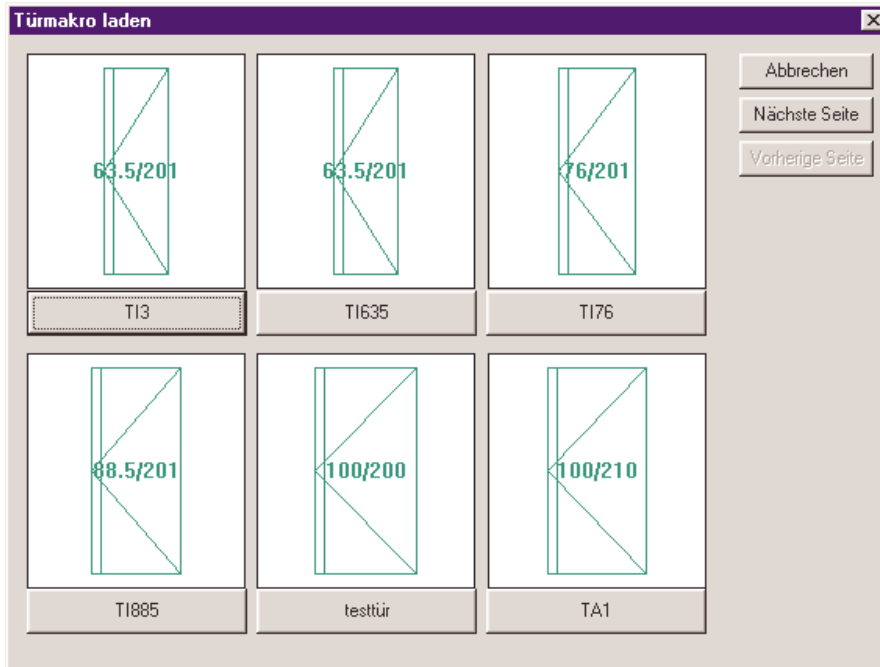 Türmakro laden
63.5/201
63.5/201
76/201
Abbrechen
Nächste Seite
Vorherige Seite
TI3
TI635
TI76
88.5/201
100/200
100/210
TI885
testtür
TA1